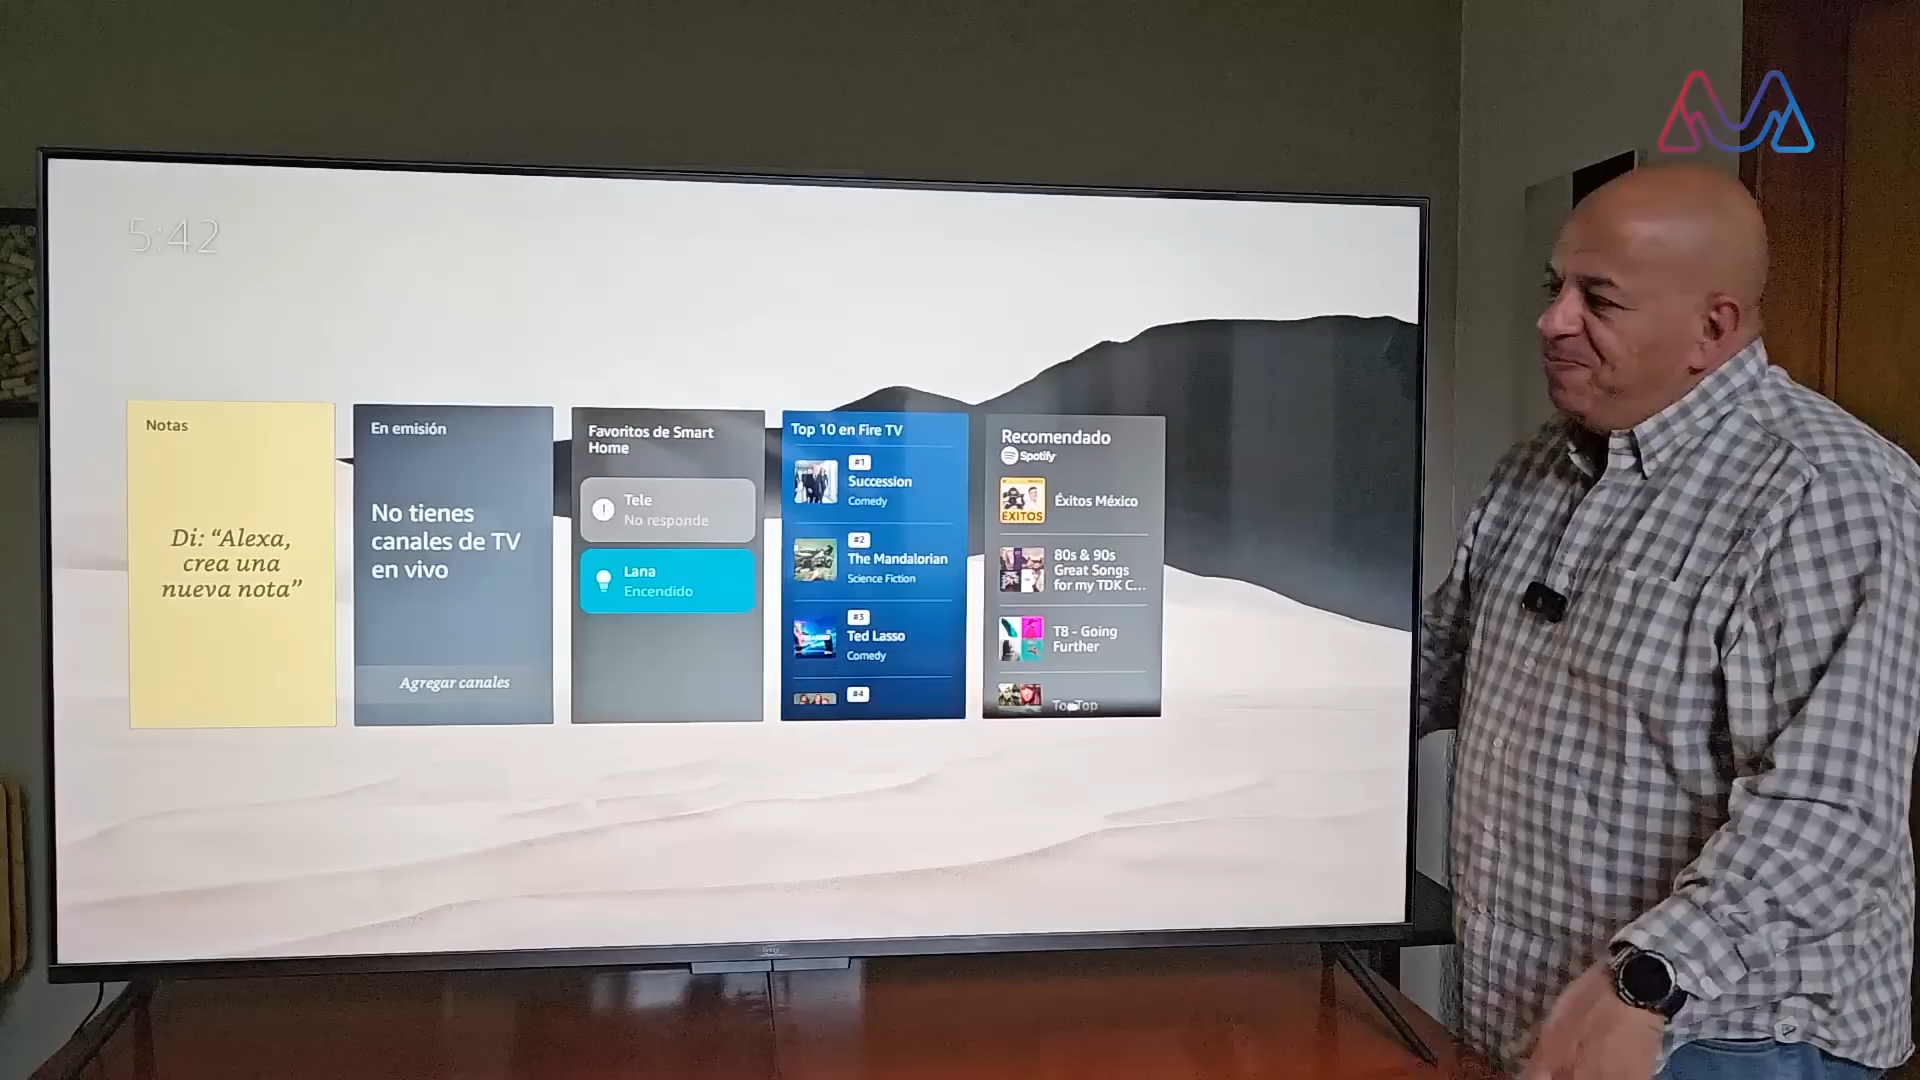 5:42
Notas
Di: “Alexa,
crea una
nueva nota”
En emisión
No tienes
canales de TV
en vivo
Agregar canales
Favoritos de Smart
Home
Tele
No responde
Lana
Encendido
Top 10 en Fire TV
#1
Succession
Comedy
#2
The Mandalorian
Science Fiction
#3
Ted Lasso
Comedy
#4
Recomendado
Spotify
ÉXITOS
Éxitos México
80s & 90s
Great Songs
for my TDK C...
T8 - Going
Further